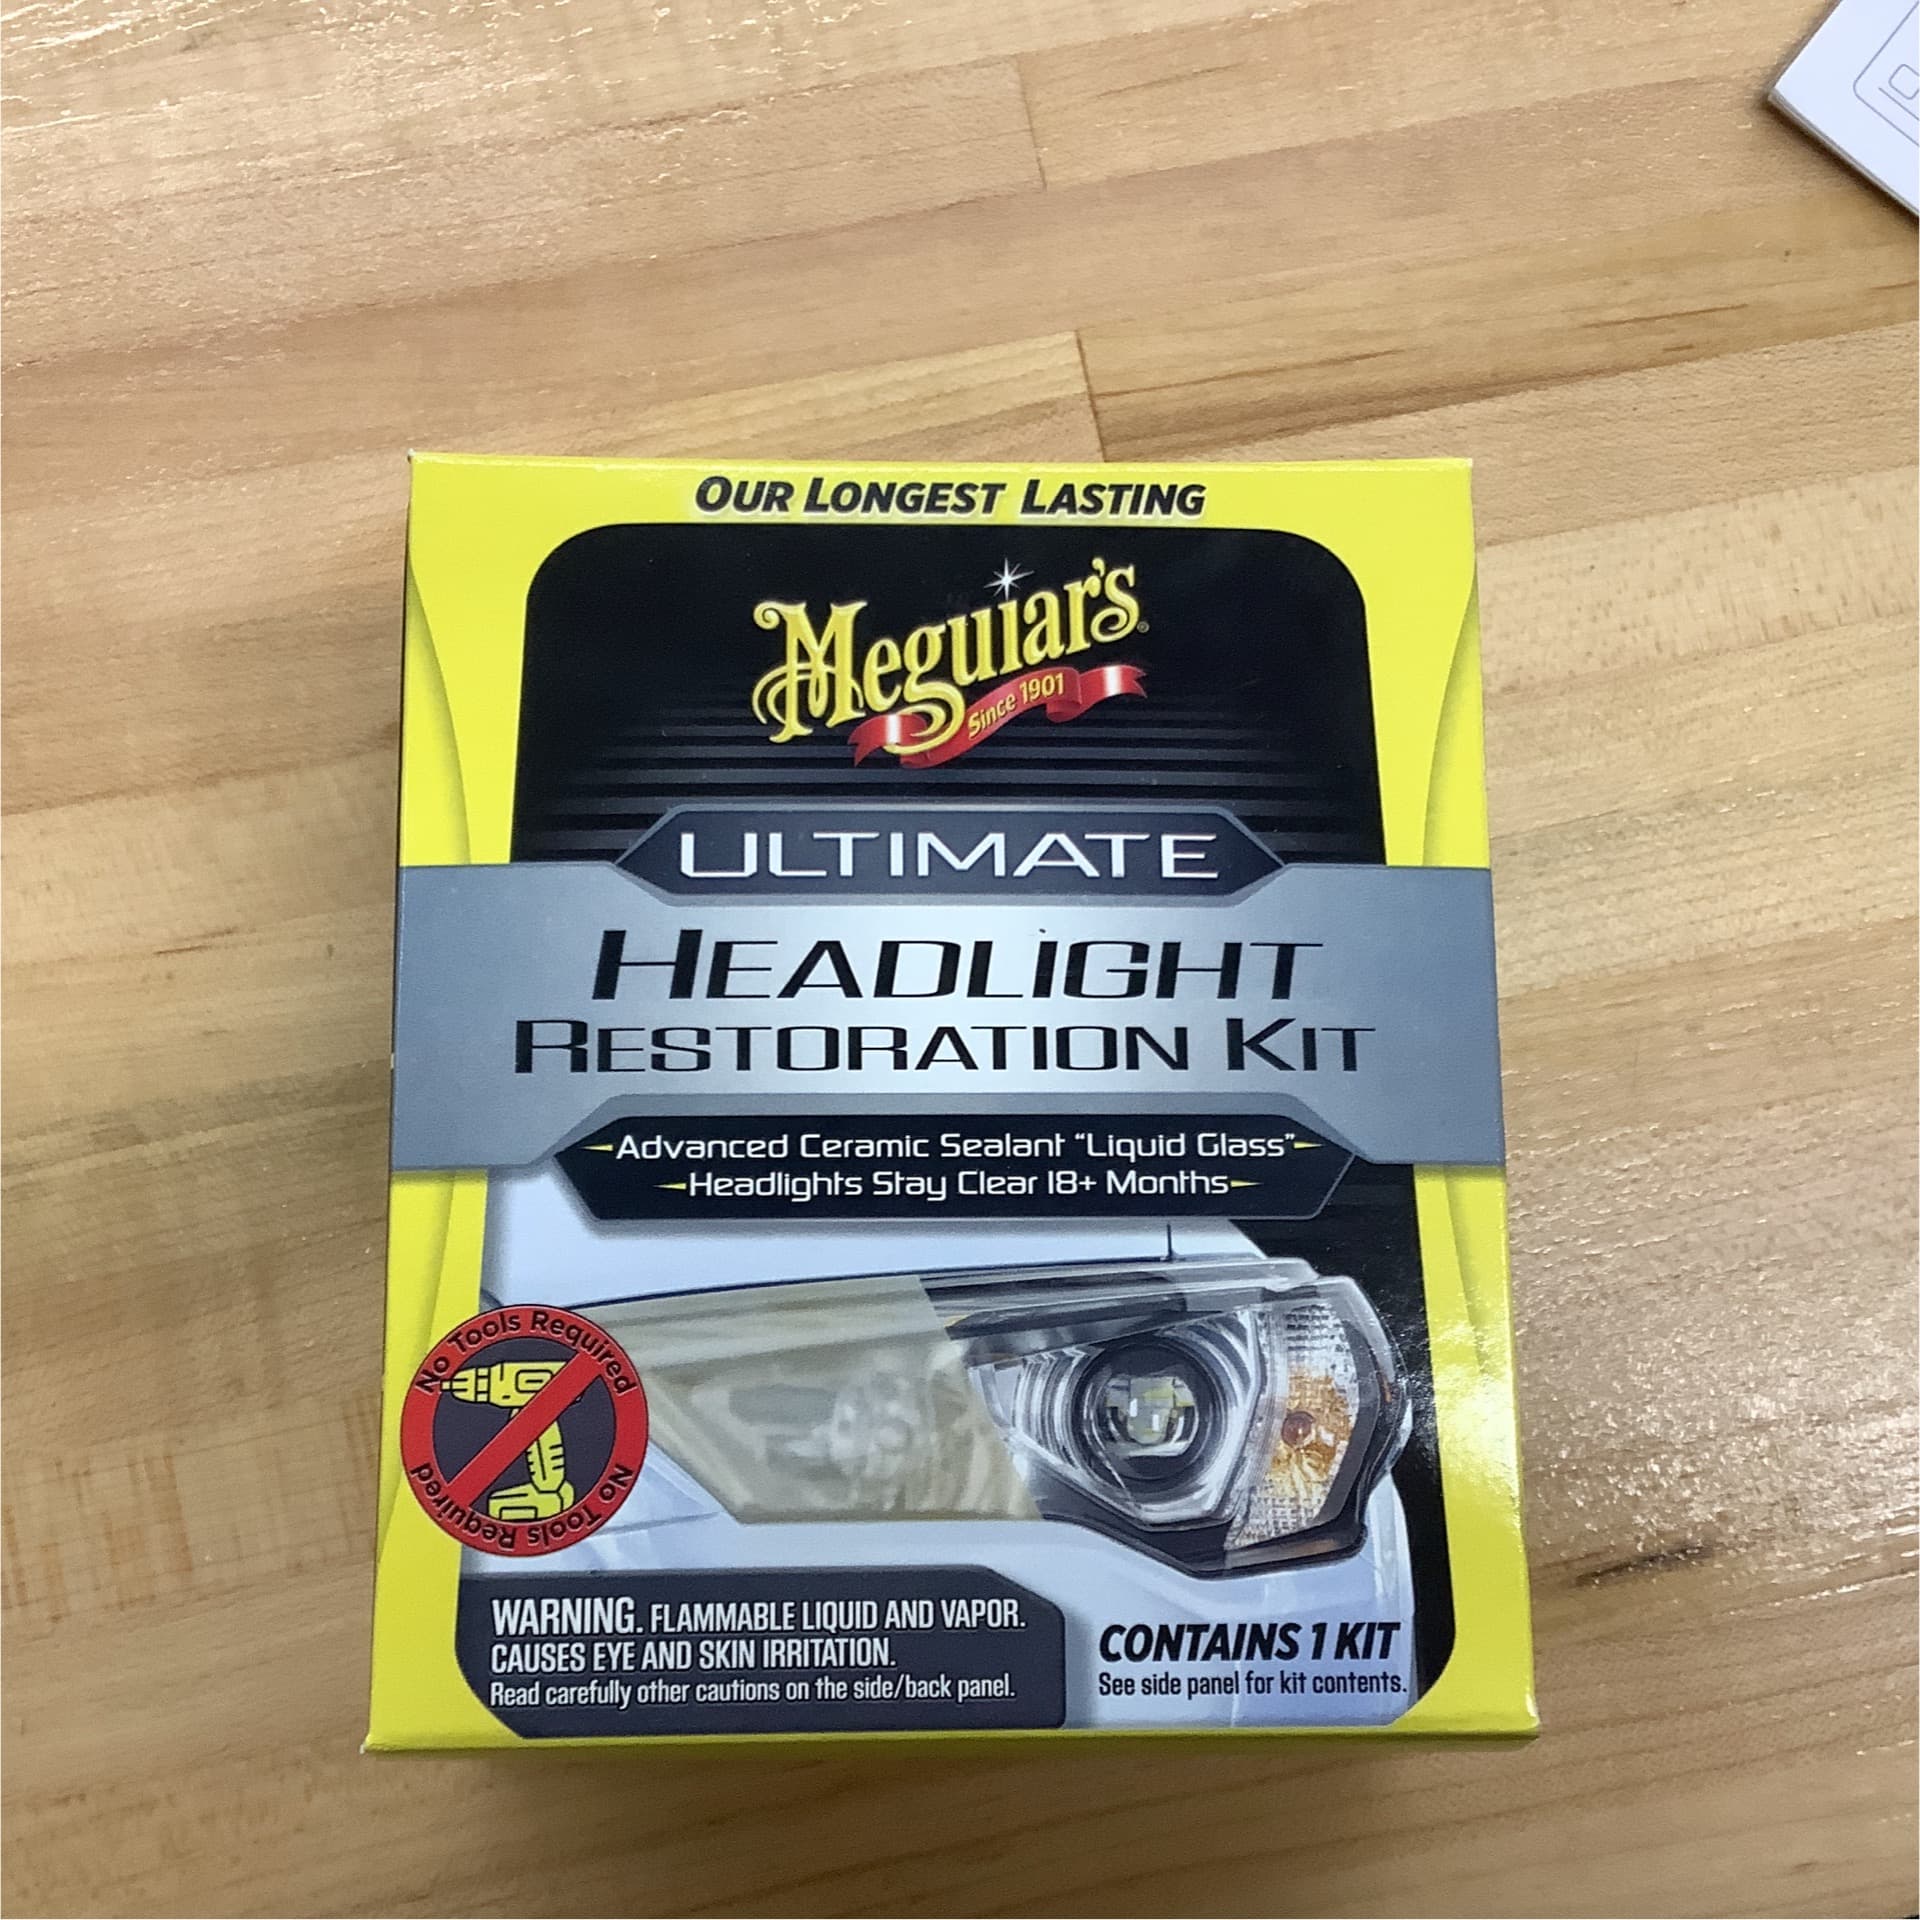 OUR LONGEST LASTING
Meguiar's
Since 1901
ULTIMATE
HEADLIGHT
RESTORATION KIT
Advanced Ceramic Sealant "Liquid Glass"
Headlights Stay Clear 18+ Months
No Tools Required
No Tools Required
WARNING. FLAMMABLE LIQUID AND VAPOR.
CAUSES EYE AND SKIN IRRITATION.
Read carefully other cautions on the side/back panel.
CONTAINS 1 KIT
See side panel for kit contents.